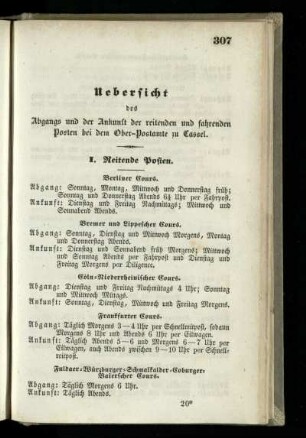 307
Uebersicht
des
Abgangs und der Ankunft der reitenden und fahrenden
Posten bei dem Ober-Postamte zu Cassel.
I. Reitende Posten.
Berliner Cours.
Abgang: Sonntag, Montag, Mittwoch und Donnerstag früh;
Sonntag und Donnerstag Abends 6½ Uhr per Fahrpost.
Ankunft: Dienstag und Freitag Nachmittags; Mittwoch und
Sonnabend Abends.
Bremer und Lippescher Cours.
Abgang: Sonntag, Dienstag und Mittwoch Morgens, Montag
und Donnerstag Abends.
Ankunft: Dienstag und Sonnabend früh Morgens; Mittwoch
und Sonntag Abends per Fahrpost und Dienstag und
Freitag Morgens per Diligence.
Cöln-Niederrheinischer Cours.
Abgang: Dienstag und Freitag Nachmittags 4 Uhr; Sonntag
und Mittwoch Mittags.
Ankunft: Sonntag, Dienstag, Mittwoch und Freitag Morgens.
Frankfurter Cours.
Abgang: Täglich Morgens 3—4 Uhr per Schnellreitpost, sodann
Morgens 8 Uhr und Abends 8 Uhr per Eilwagen.
Ankunft: Täglich Abends 5—6 und Morgens 6—7 Uhr per
Eilwagen, auch Abends zwischen 9—10 Uhr per Schnell-
reitpost.
Fuldaer-Würzburger-Schmalkalder-Coburger-
Baierscher Cours.
Abgang: Täglich Morgens 6 Uhr.
Ankunft: Täglich Abends.
20*